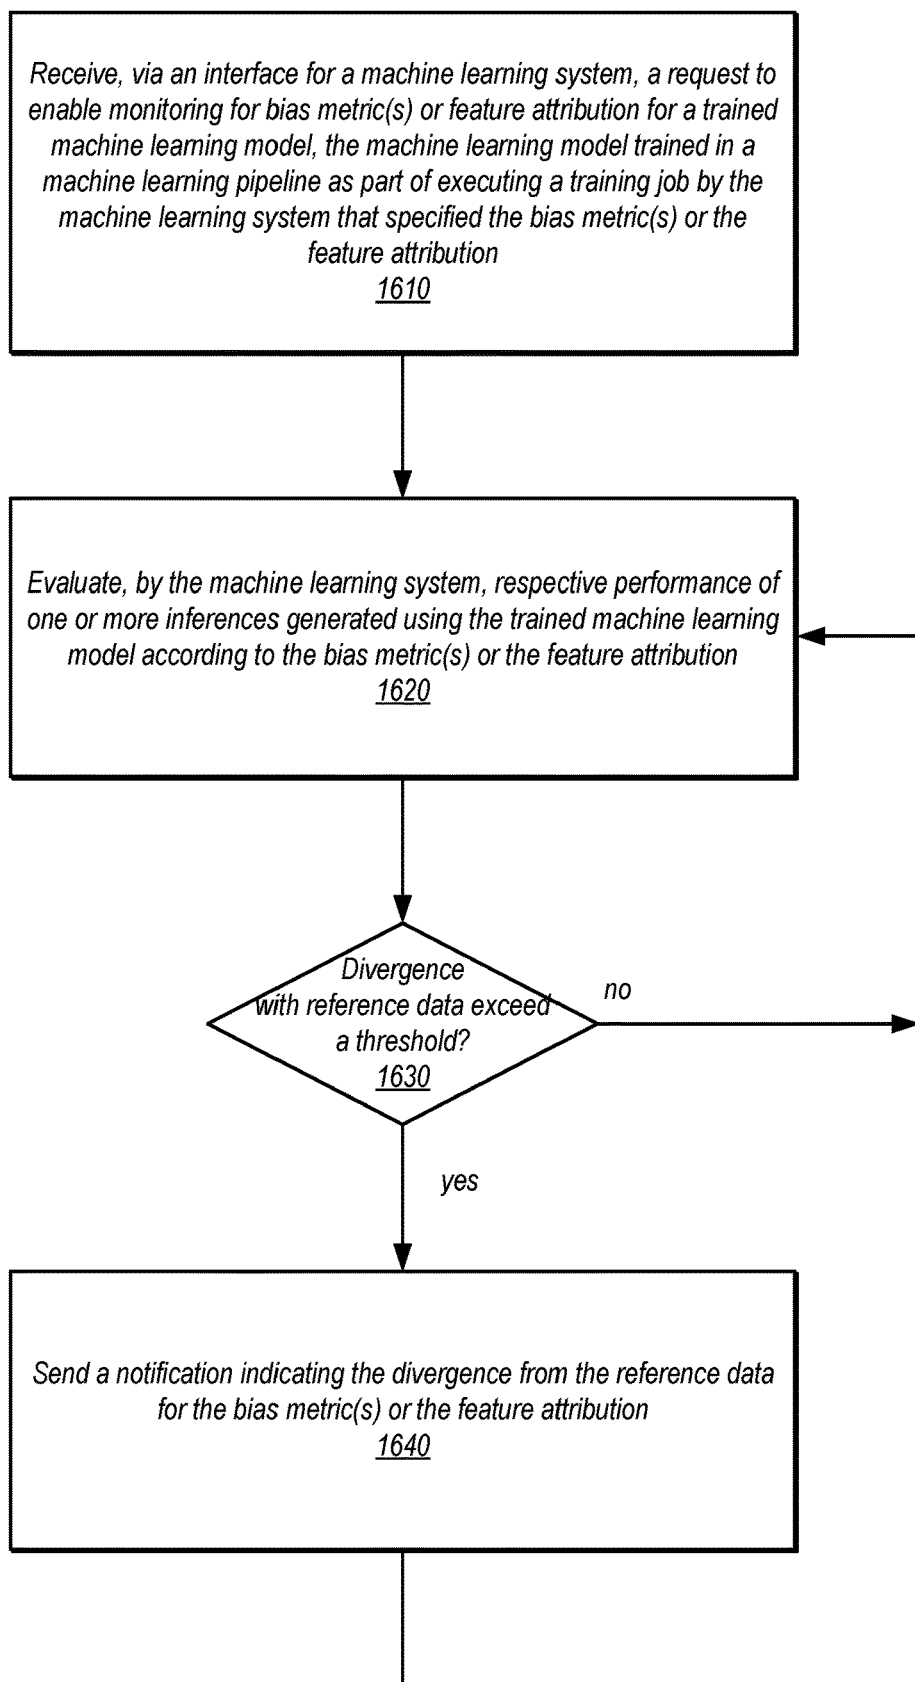 Receive, via an interface for a machine learning system, a request to
enable monitoring for bias metric(s) or feature attribution for a trained
machine learning model, the machine learning model trained in a
machine learning pipeline as part of executing a training job by the
machine learning system that specified the bias metric(s) or the
feature attribution
1610
Evaluate, by the machine learning system, respective performance of
one or more inferences generated using the trained machine learning
model according to the bias metric(s) or the feature attribution
1620
Divergence
with reference data exceed
a threshold?
1630
no
yes
Send a notification indicating the divergence from the reference data
for the bias metric(s) or the feature attribution
1640